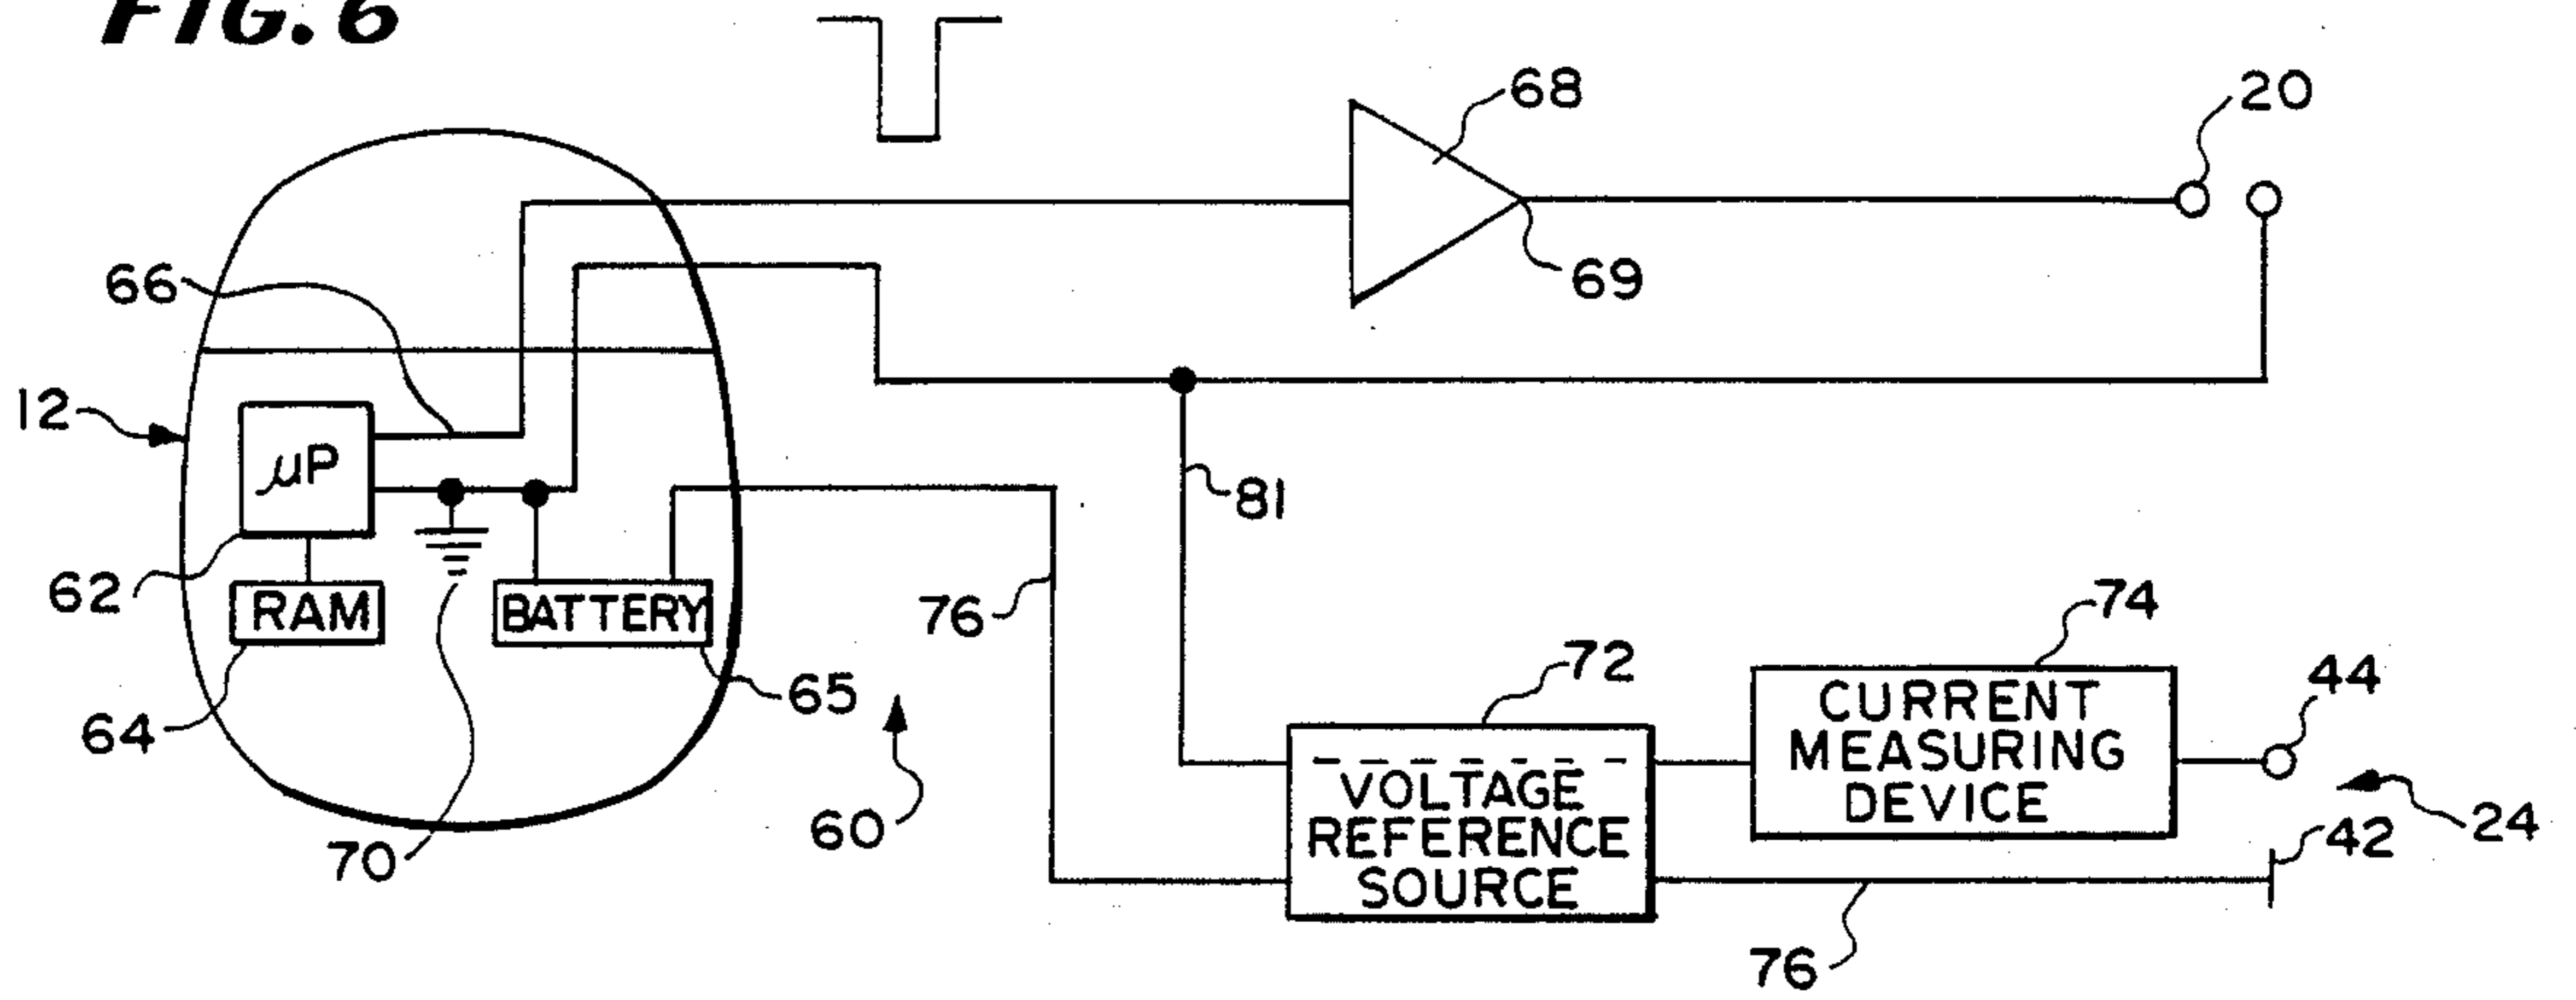 FIG. 6
68
20
66
69
12
μP
81
62
RAM
BATTERY
76
74
72
CURRENT
MEASURING
DEVICE
44
64
65
VOLTAGE
REFERENCE
SOURCE
60
24
42
70
76